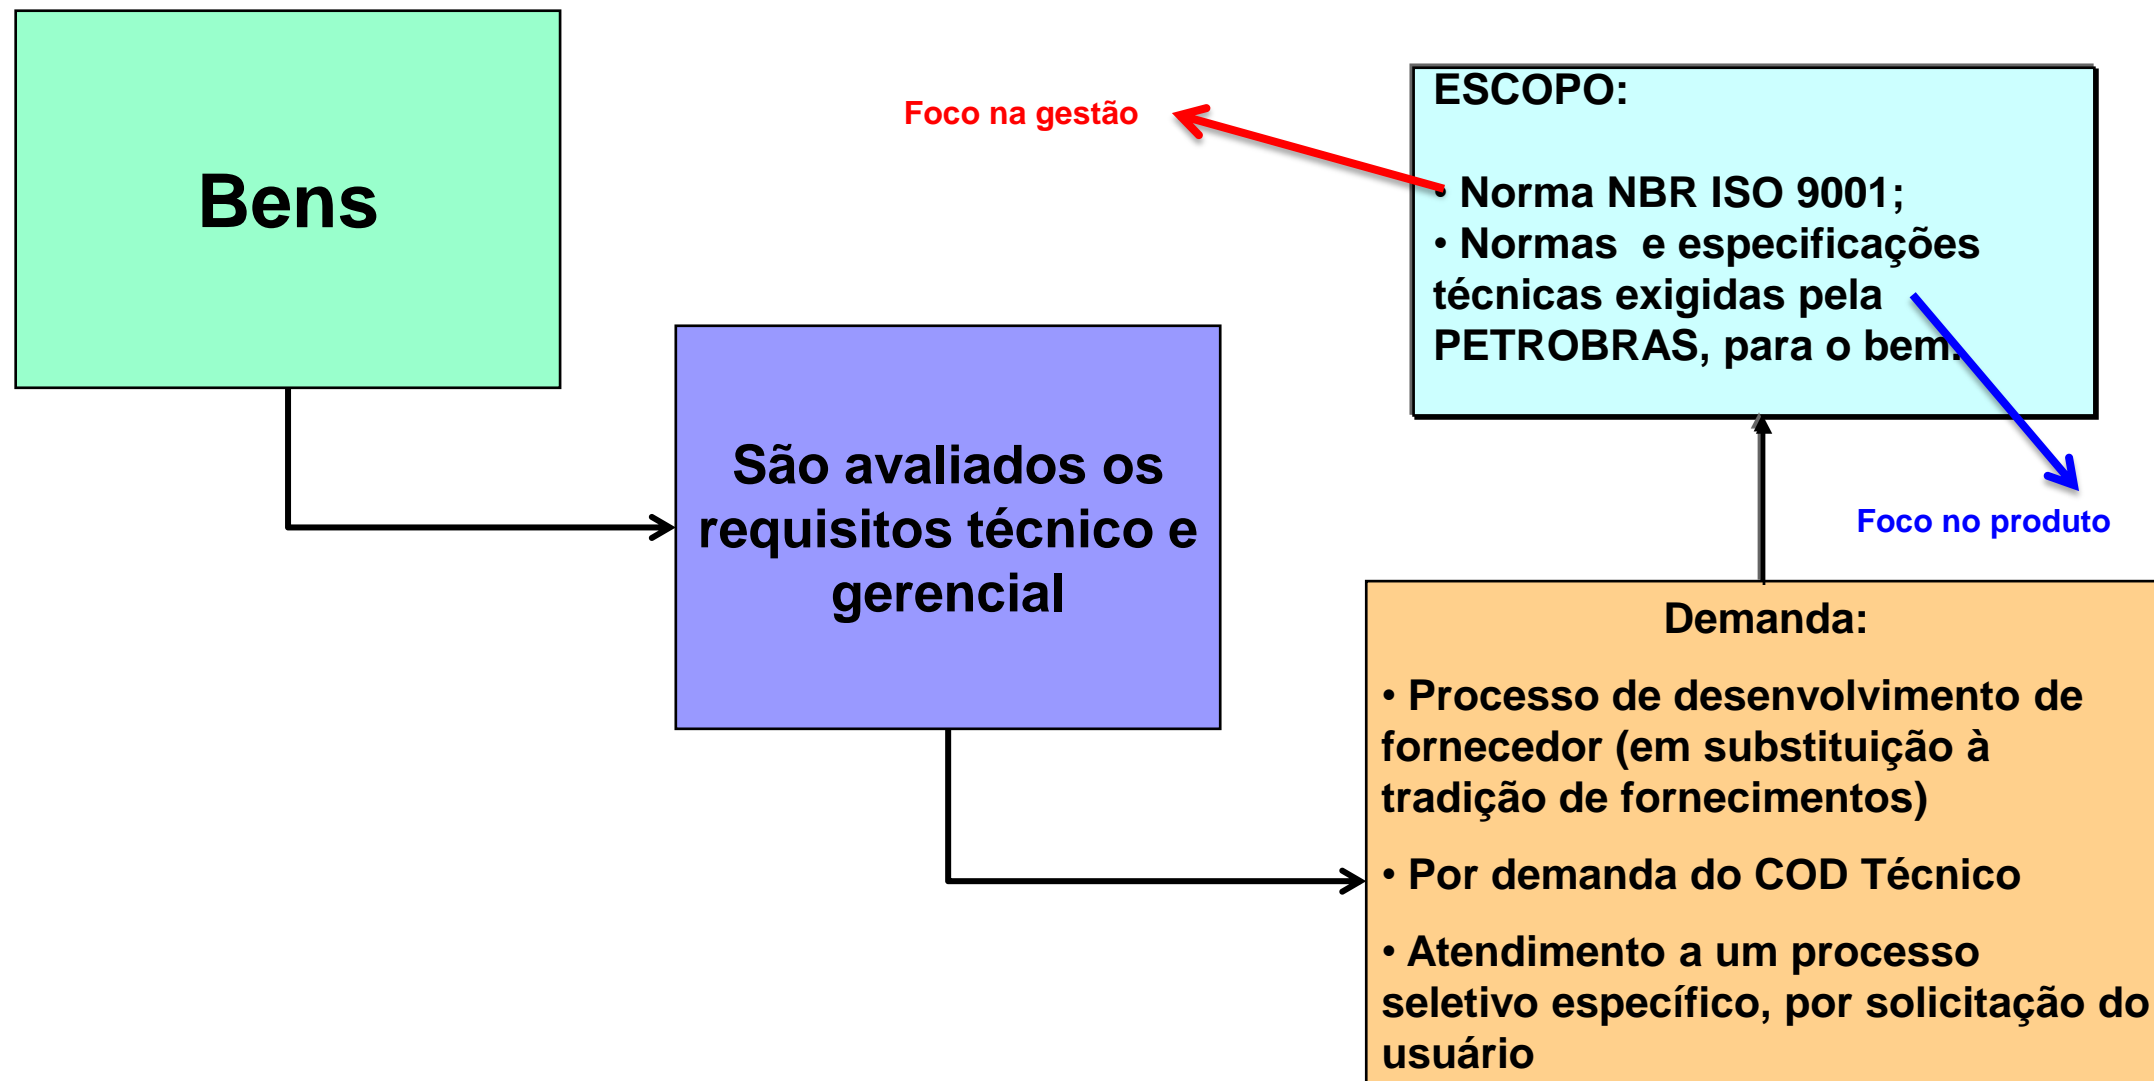 Bens
São avaliados os
requisitos técnico e
gerencial
Foco na gestão
ESCOPO:
• Norma NBR ISO 9001;
• Normas e especificações
técnicas exigidas pela
PETROBRAS, para o bem.
Foco no produto
Demanda:
• Processo de desenvolvimento de
fornecedor (em substituição à
tradição de fornecimentos)
• Por demanda do COD Técnico
• Atendimento a um processo
seletivo específico, por solicitação do
usuário